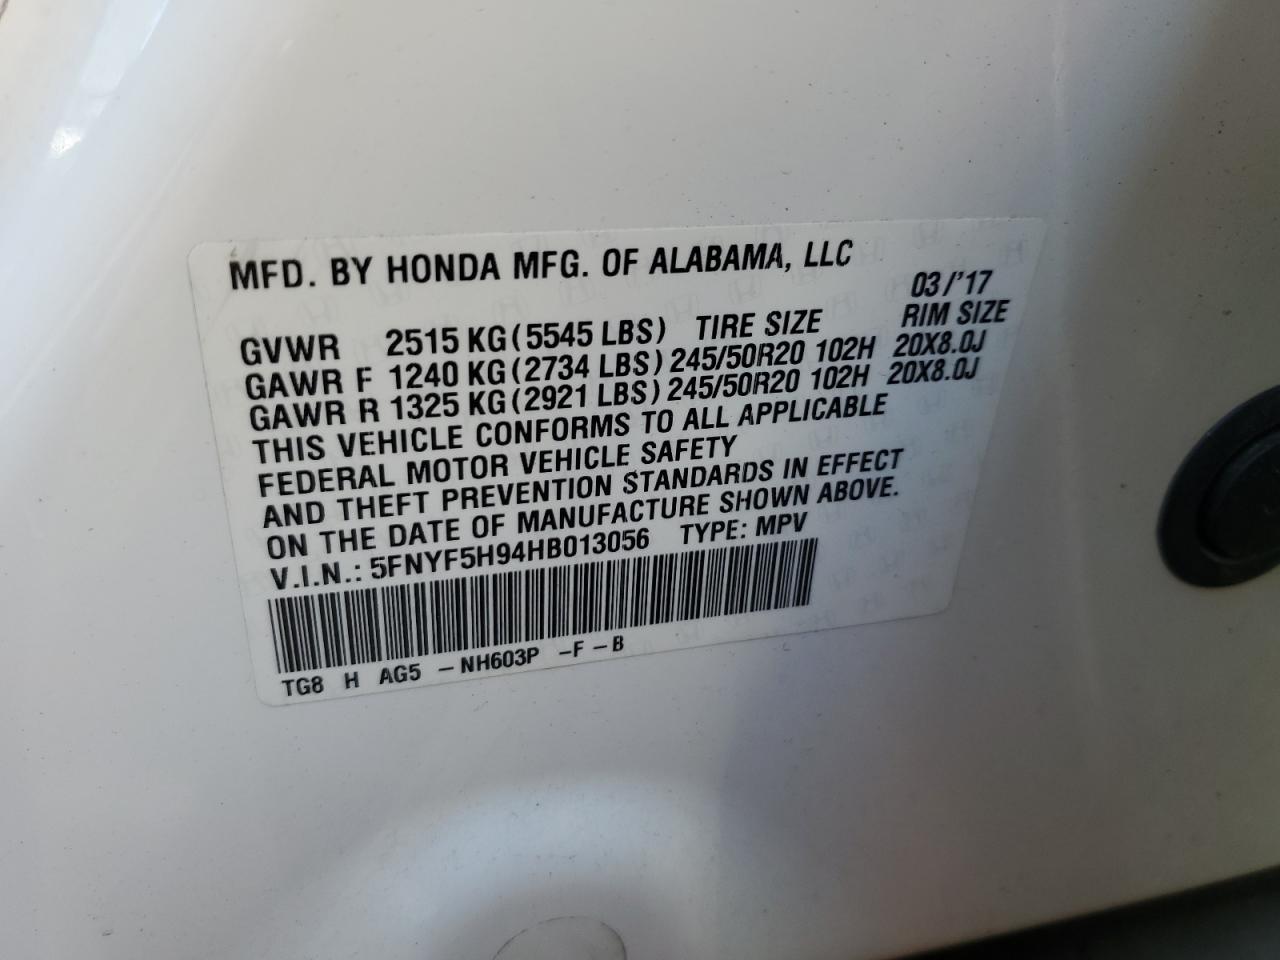 MFD. BY HONDA MFG. OF ALABAMA, LLC
03/'17
GVWR 2515 KG (5545 LBS) TIRE SIZE RIM SIZE
GAWR F 1240 KG (2734 LBS) 245/50R20 102H 20X8.0J
GAWR R 1325 KG (2921 LBS) 245/50R20 102H 20X8.0J
THIS VEHICLE CONFORMS TO ALL APPLICABLE
FEDERAL MOTOR VEHICLE SAFETY
AND THEFT PREVENTION STANDARDS IN EFFECT
ON THE DATE OF MANUFACTURE SHOWN ABOVE.
V.I.N.: 5FNYF5H94HB013056 TYPE: MPV
TG8 H AG5 -NH603P -F-B